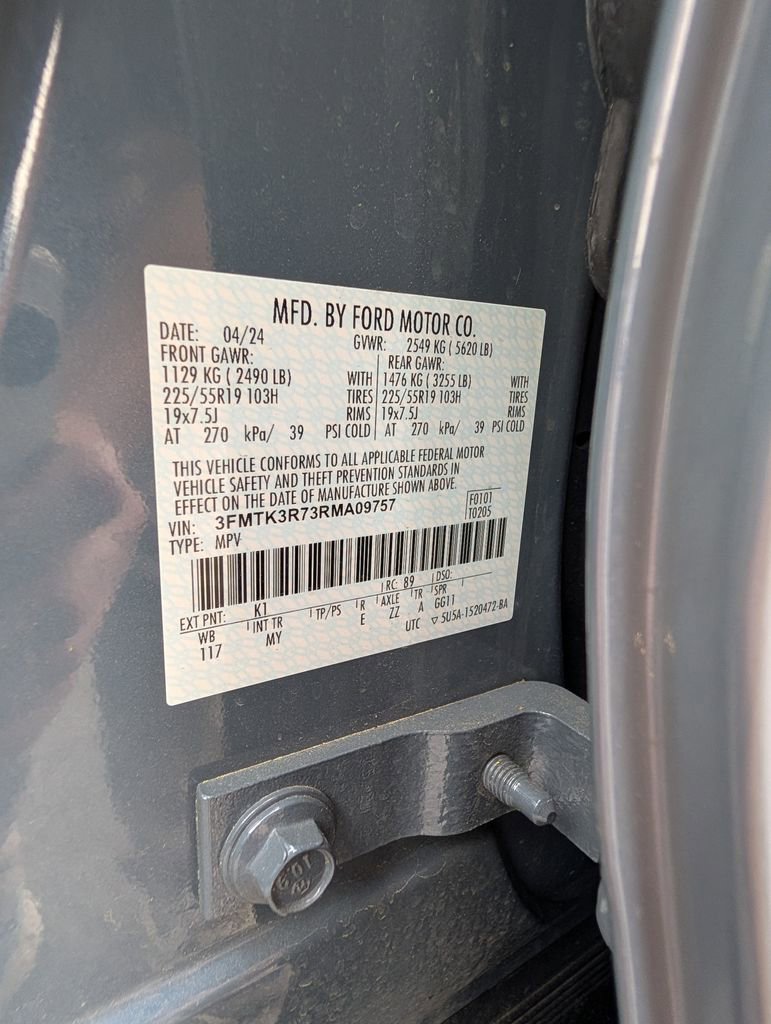 MFD. BY FORD MOTOR CO.
DATE: 04/24 GVWR: 2549 KG ( 5620 LB)
FRONT GAWR: REAR GAWR:
1129 KG ( 2490 LB) WITH 1476 KG ( 3255 LB) WITH
225/55R19 103H TIRES 225/55R19 103H TIRES
19x7.5J RIMS 19x7.5J RIMS
AT 270 kPa/ 39 PSI COLD AT 270 kPa/ 39 PSI COLD
THIS VEHICLE CONFORMS TO ALL APPLICABLE FEDERAL MOTOR
VEHICLE SAFETY AND THEFT PREVENTION STANDARDS IN
EFFECT ON THE DATE OF MANUFACTURE SHOWN ABOVE.
VIN: 3FMTK3R73RMA09757 F0101
TYPE: MPV T0205
EXT PNT: K1 RC: 89 DSO:
WB INT TR TP/PS R AXLE TR SPR
117 MY E ZZ A GG11
UTC ▽ 5U5A-1520472-BA
10.9